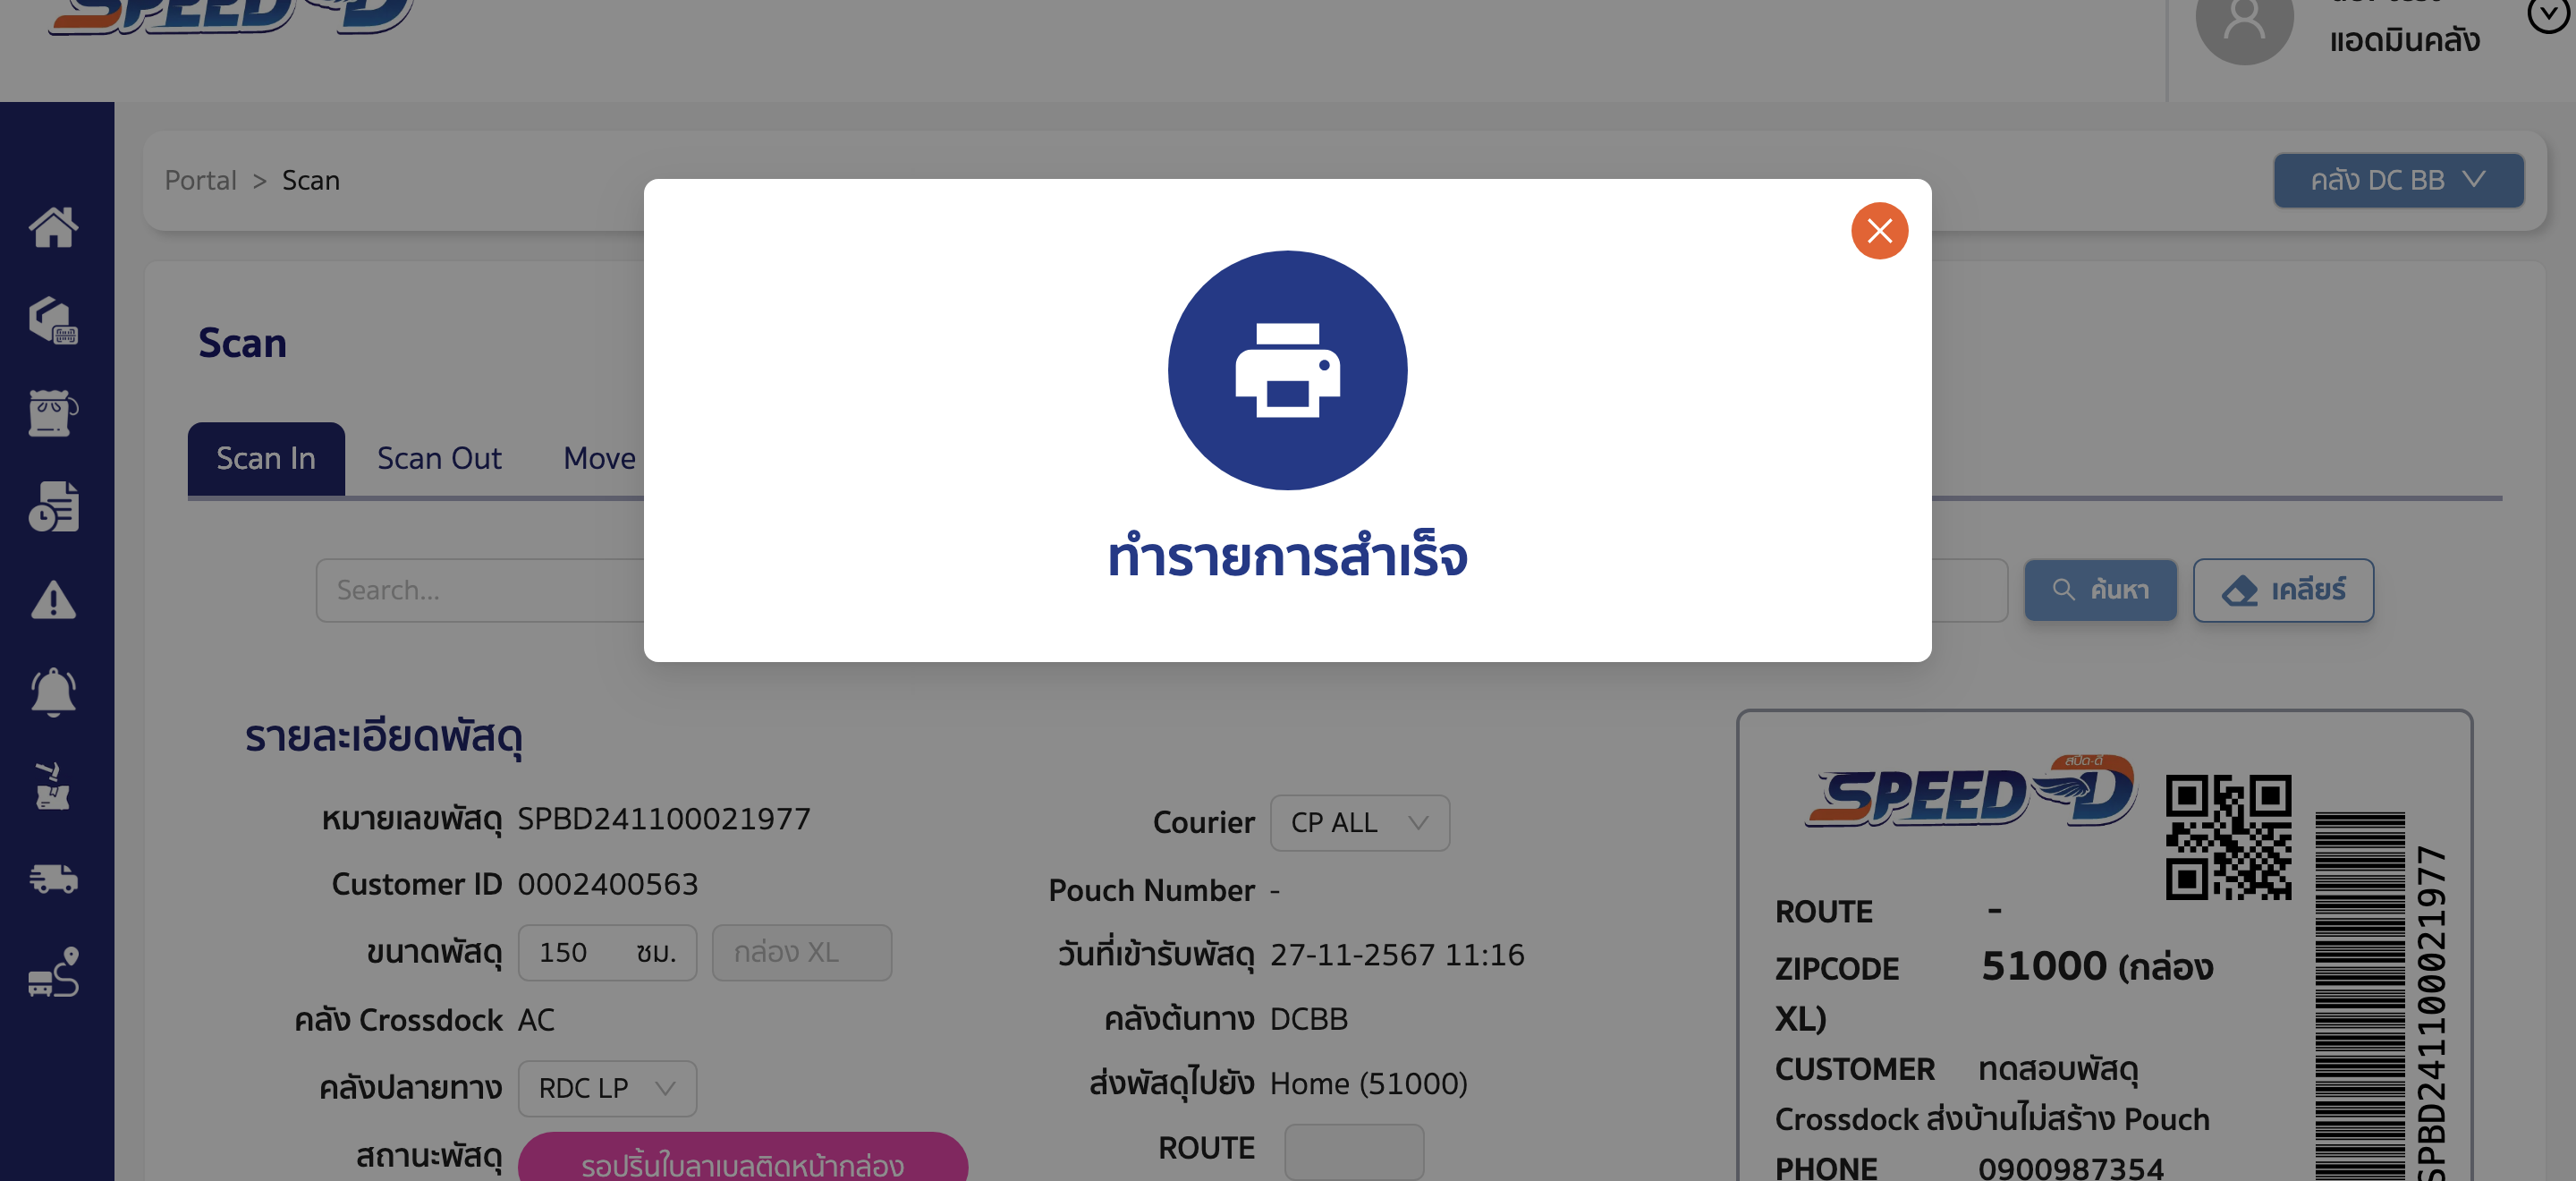 SPEED D
แอดมินคลัง
Portal > Scan
คลัง DC BB
Scan
Scan In
Scan Out
Move
ทำรายการสำเร็จ
Search...
ค้นหา
เคลียร์
รายละเอียดพัสดุ
หมายเลขพัสดุ SPBD241100021977
Customer ID 0002400563
ขนาดพัสดุ 150 ซม. กล่อง XL
คลัง Crossdock AC
คลังปลายทาง RDC LP
สถานะพัสดุ รอปริ้นใบลาเบลติดหน้ากล่อง
Courier CP ALL
Pouch Number -
วันที่เข้ารับพัสดุ 27-11-2567 11:16
คลังต้นทาง DCBB
ส่งพัสดุไปยัง Home (51000)
ROUTE
สปีด-ดี
SPEED D
ROUTE -
ZIPCODE 51000 (กล่อง
XL)
CUSTOMER ทดสอบพัสดุ
Crossdock ส่งบ้านไม่สร้าง Pouch
PHONE 0900987354
SPBD241100021977